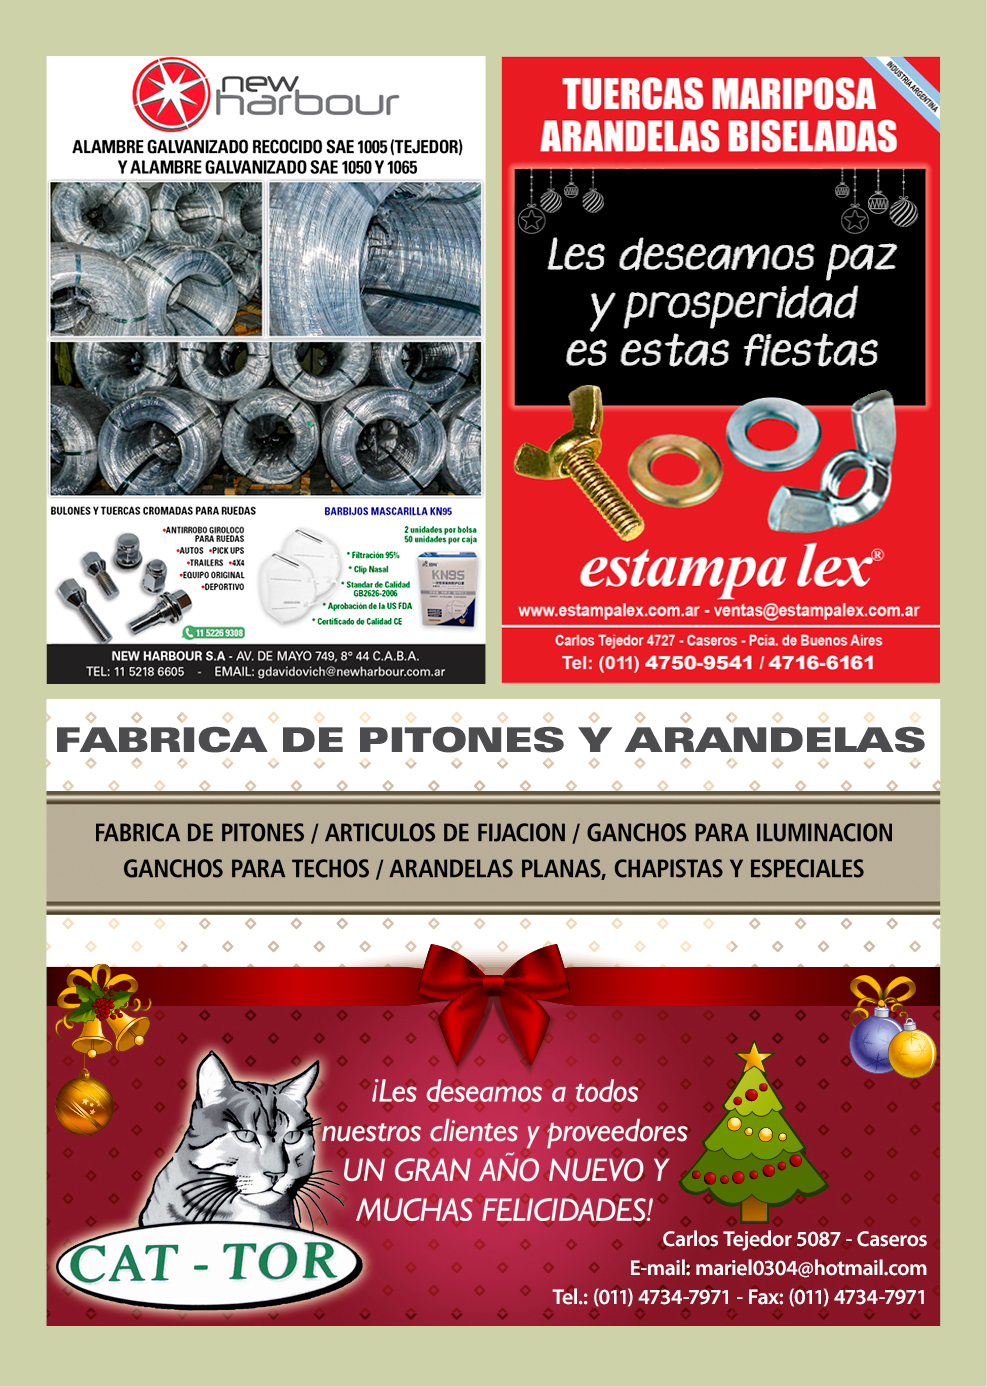 new
harbour
ALAMBRE GALVANIZADO RECOCIDO SAE 1005 (TEJEDOR)
Y ALAMBRE GALVANIZADO SAE 1050 Y 1065
BULONES Y TUERCAS CROMADAS PARA RUEDAS
•ANTIRROBO GIROLOCO
PARA RUEDAS
•AUTOS •PICK UPS
•TRAILERS •4X4
•EQUIPO ORIGINAL
•DEPORTIVO
11 5226 9308
BARBIJOS MASCARILLA KN95
2 unidades por bolsa
50 unidades por caja
* Filtración 95%
* Clip Nasal
* Standar de Calidad
GB2626-2006
* Aprobación de la US FDA
* Certificado de Calidad CE
KN95
NEW HARBOUR S.A - AV. DE MAYO 749, 8° 44 C.A.B.A.
TEL: 11 5218 6605 - EMAIL: gdavidovich@newharbour.com.ar
INDUSTRIA ARGENTINA
TUERCAS MARIPOSA
ARANDELAS BISELADAS
Les deseamos paz
y prosperidad
es estas fiestas
estampa lex®
www.estampalex.com.ar - ventas@estampalex.com.ar
Carlos Tejedor 4727 - Caseros - Pcia. de Buenos Aires
Tel: (011) 4750-9541 / 4716-6161
FABRICA DE PITONES Y ARANDELAS
FABRICA DE PITONES / ARTICULOS DE FIJACION / GANCHOS PARA ILUMINACION
GANCHOS PARA TECHOS / ARANDELAS PLANAS, CHAPISTAS Y ESPECIALES
¡Les deseamos a todos
nuestros clientes y proveedores
UN GRAN AÑO NUEVO Y
MUCHAS FELICIDADES!
CAT - TOR
Carlos Tejedor 5087 - Caseros
E-mail: mariel0304@hotmail.com
Tel.: (011) 4734-7971 - Fax: (011) 4734-7971